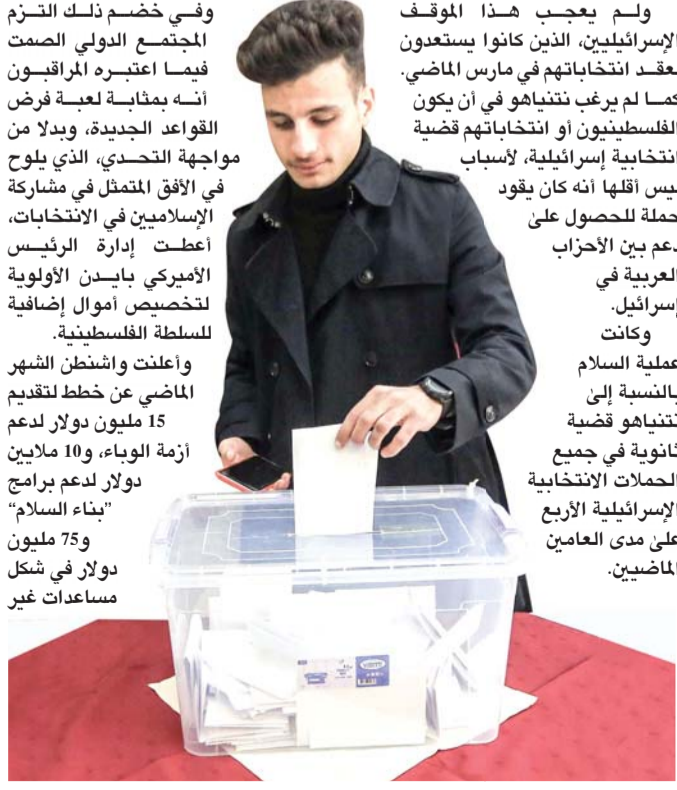 ولم يعجب هذا الموقف
الإسرائيليين، الذين كانوا يستعدون
لعقد انتخاباتهم في مارس الماضي.
كما لم يرغب نتنياهو في أن يكون
الفلسطينيون أو انتخاباتهم قضية
انتخابية إسرائيلية، لأسباب
ليس أقلها أنه كان يقود
حملة للحصول على
دعم بين الأحزاب
العربية في
إسرائيل.
وكانت
عملية السلام
بالنسبة إلى
نتنياهو قضية
ثانوية في جميع
الحملات الانتخابية
الإسرائيلية الأربع
على مدى العامين
الماضيين.
وفي خضم ذلك التزم
المجتمع الدولي الصمت
فيما اعتبره المراقبون
أنه بمثابة لعبة فرض
القواعد الجديدة، وبدلا من
مواجهة التحدي، الذي يلوح
في الأفق المتمثل في مشاركة
الإسلاميين في الانتخابات،
أعطت إدارة الرئيس
الأميركي بايدن الأولوية
لتخصيص أموال إضافية
للسلطة الفلسطينية.
وأعلنت واشنطن الشهر
الماضي عن خطط لتقديم
15 مليون دولار لدعم
أزمة الوباء، و10 ملايين
دولار لدعم برامج
"بناء السلام"
و75 مليون
دولار في شكل
مساعدات غير